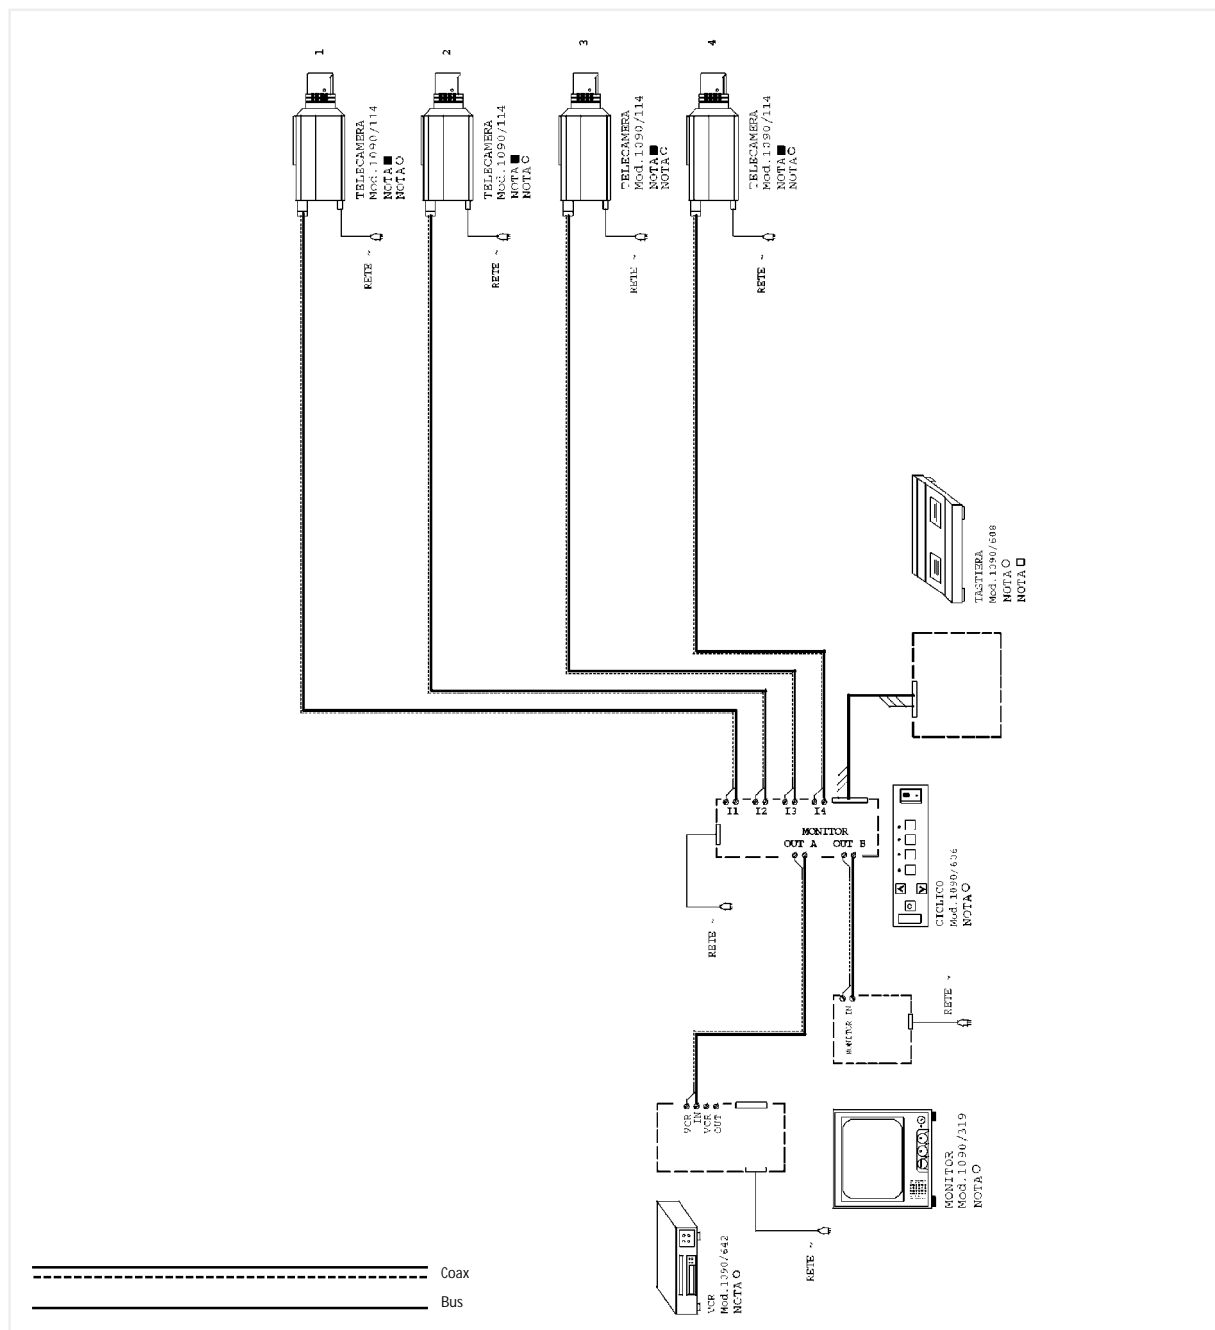 1
2
3
4
TELECAMERA
Mod.1090/114
NOTA■
NOTA○
TELECAMERA
Mod.1090/114
NOTA■
NOTA○
TELECAMERA
Mod.1090/114
NOTA■
NOTA○
TELECAMERA
Mod.1090/114
NOTA■
NOTA○
RETE ~
RETE ~
RETE ~
RETE ~
TASTIERA
Mod.1090/608
NOTA○
NOTA□
I1 I2 I3 I4
MONITOR
OUT A OUT B
CICLICO
Mod.1090/606
NOTA○
RETE ~
RETE ~
MONITOR IN
VCR
IN
VCR
OUT
MONITOR
Mod.1090/319
NOTA○
RETE ~
VCR
Mod.1090/642
NOTA○
Coax
Bus